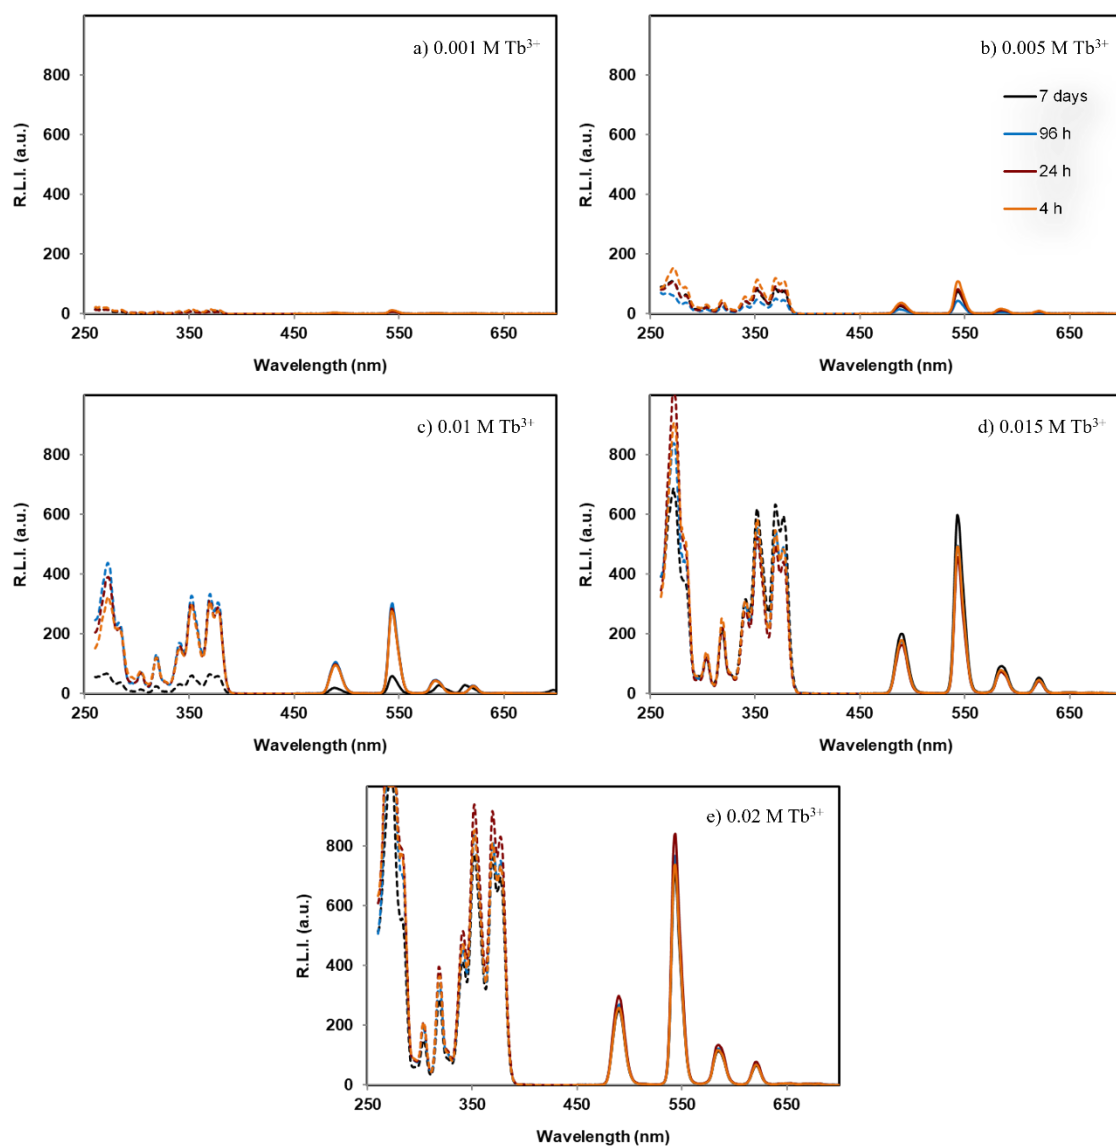 a) 0.001 M Tb³⁺
800
600
400
200
0
250
350
450
550
650
R.L.I. (a.u.)
Wavelength (nm)
b) 0.005 M Tb³⁺
7 days
96 h
24 h
4 h
800
600
400
200
0
250
350
450
550
650
R.L.I. (a.u.)
Wavelength (nm)
c) 0.01 M Tb³⁺
800
600
400
200
0
250
350
450
550
650
R.L.I. (a.u.)
Wavelength (nm)
d) 0.015 M Tb³⁺
800
600
400
200
0
250
350
450
550
650
R.L.I. (a.u.)
Wavelength (nm)
e) 0.02 M Tb³⁺
800
600
400
200
0
250
350
450
550
650
R.L.I. (a.u.)
Wavelength (nm)